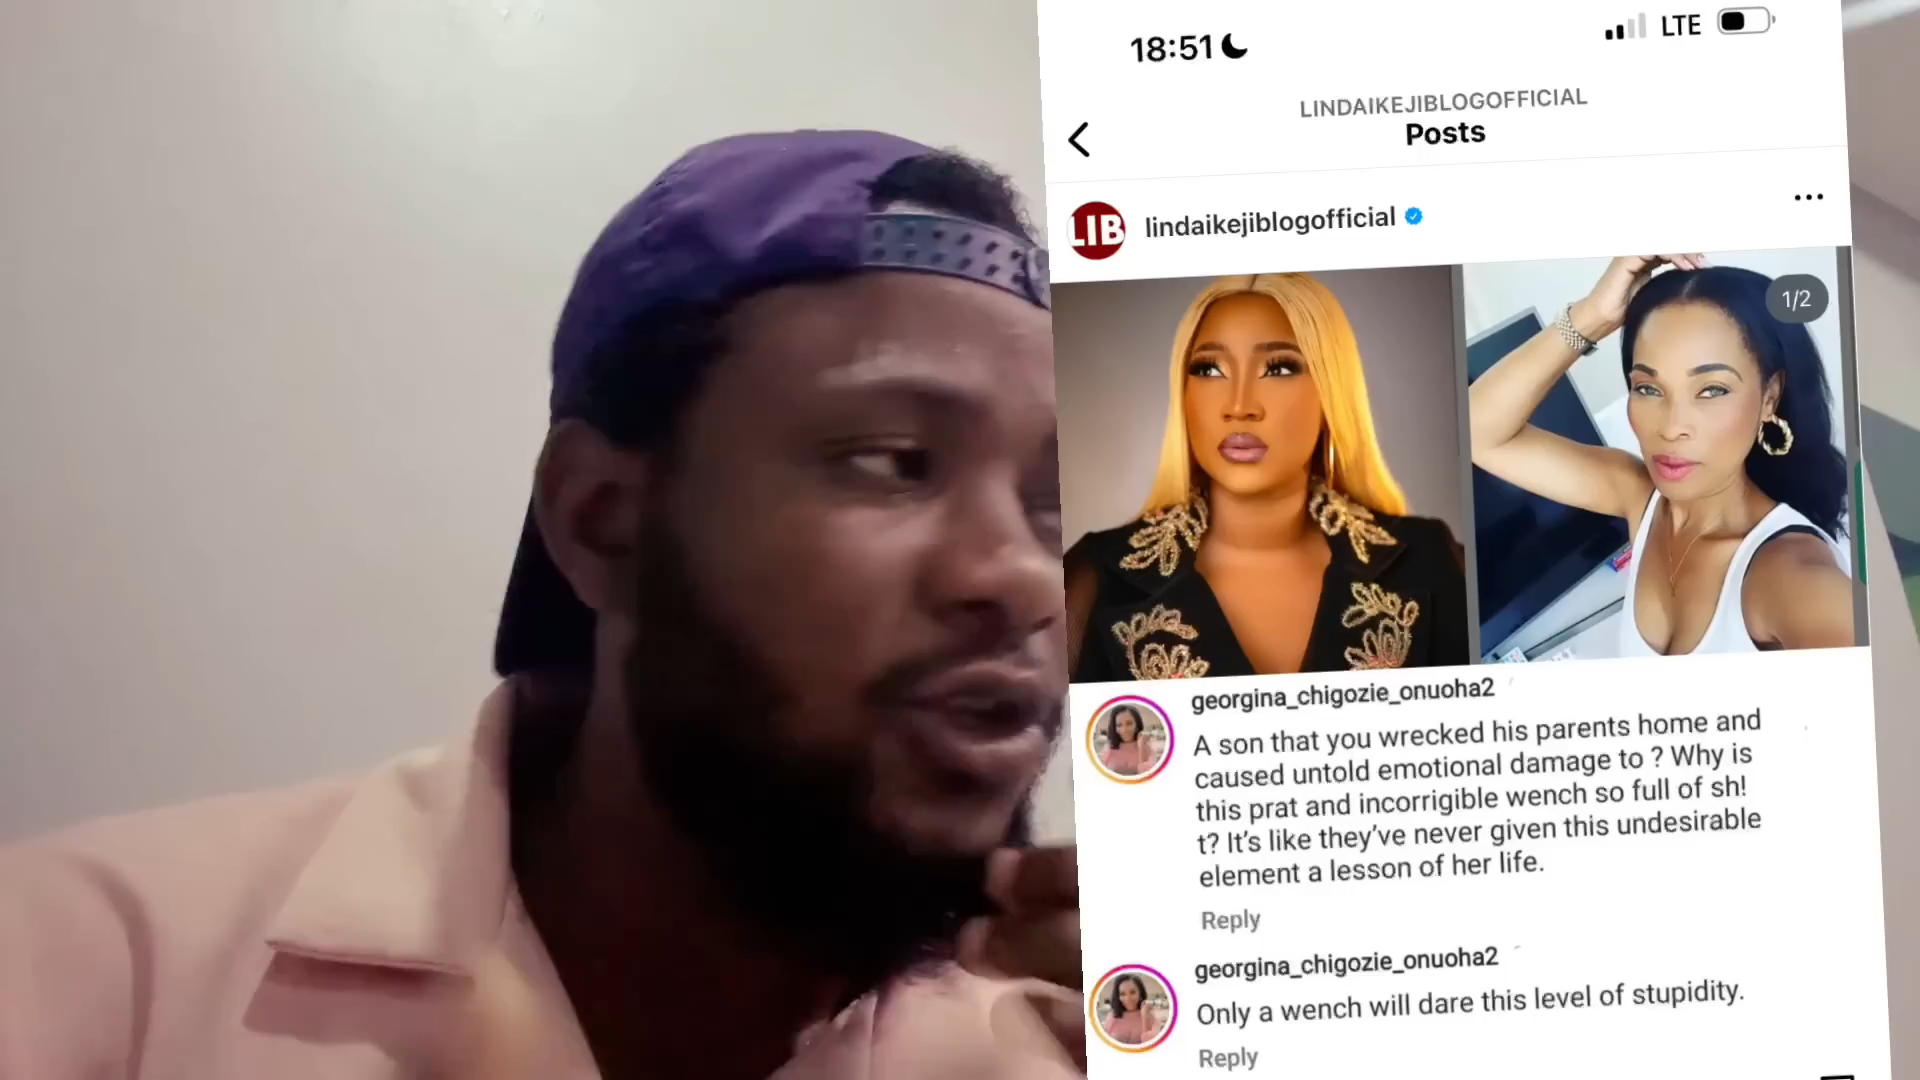 18:51
LTE
LINDAIKEJIBLOGOFFICIAL
Posts
LIB
lindaikejiblogofficial
1/2
georgina_chigozie_onuoha2
A son that you wrecked his parents home and
caused untold emotional damage to ? Why is
this prat and incorrigible wench so full of sh!
t? It’s like they’ve never given this undesirable
element a lesson of her life.
Reply
georgina_chigozie_onuoha2
Only a wench will dare this level of stupidity.
Reply